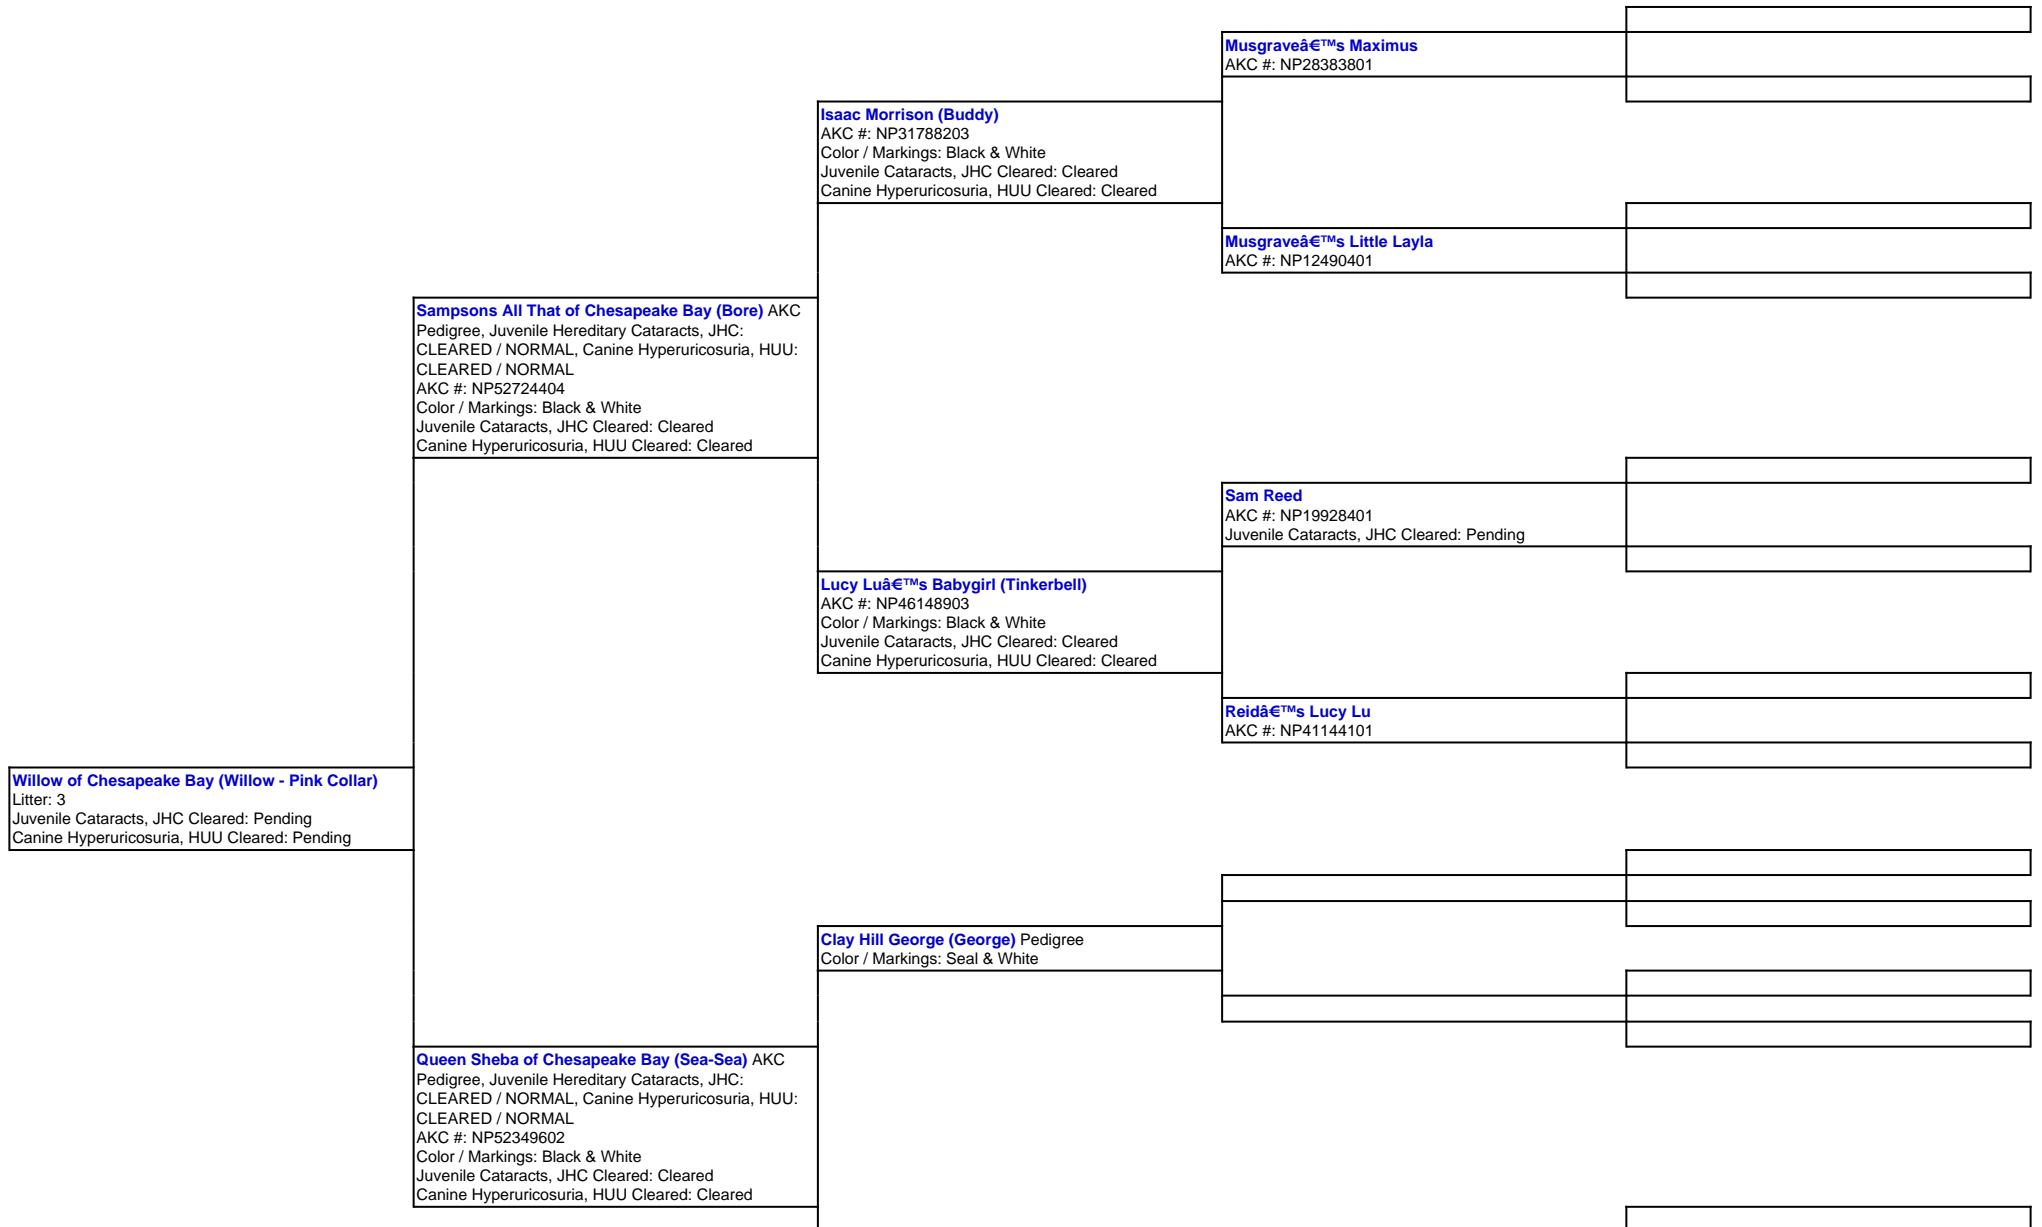 Musgraveâ€™s Maximus
AKC #: NP28383801
Isaac Morrison (Buddy)
AKC #: NP31788203
Color / Markings: Black & White
Juvenile Cataracts, JHC Cleared: Cleared
Canine Hyperuricosuria, HUU Cleared: Cleared
Musgraveâ€™s Little Layla
AKC #: NP12490401
Sampsons All That of Chesapeake Bay (Bore) AKC
Pedigree, Juvenile Hereditary Cataracts, JHC:
CLEARED / NORMAL, Canine Hyperuricosuria, HUU:
CLEARED / NORMAL
AKC #: NP52724404
Color / Markings: Black & White
Juvenile Cataracts, JHC Cleared: Cleared
Canine Hyperuricosuria, HUU Cleared: Cleared
Sam Reed
AKC #: NP19928401
Juvenile Cataracts, JHC Cleared: Pending
Lucy Luâ€™s Babygirl (Tinkerbell)
AKC #: NP46148903
Color / Markings: Black & White
Juvenile Cataracts, JHC Cleared: Cleared
Canine Hyperuricosuria, HUU Cleared: Cleared
Reidâ€™s Lucy Lu
AKC #: NP41144101
Willow of Chesapeake Bay (Willow - Pink Collar)
Litter: 3
Juvenile Cataracts, JHC Cleared: Pending
Canine Hyperuricosuria, HUU Cleared: Pending
Clay Hill George (George) Pedigree
Color / Markings: Seal & White
Queen Sheba of Chesapeake Bay (Sea-Sea) AKC
Pedigree, Juvenile Hereditary Cataracts, JHC:
CLEARED / NORMAL, Canine Hyperuricosuria, HUU:
CLEARED / NORMAL
AKC #: NP52349602
Color / Markings: Black & White
Juvenile Cataracts, JHC Cleared: Cleared
Canine Hyperuricosuria, HUU Cleared: Cleared